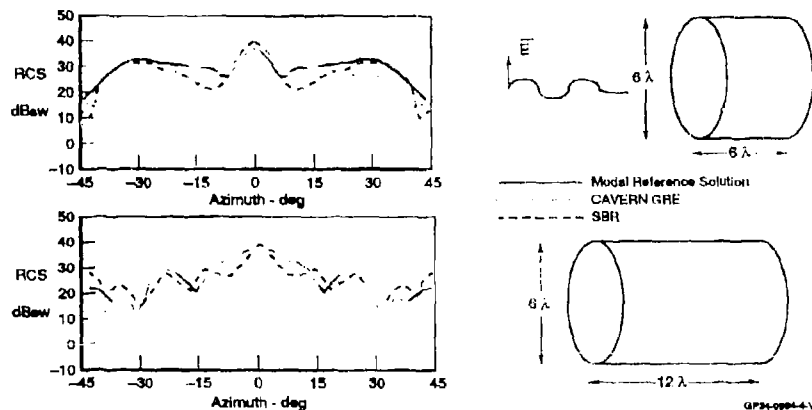 50
40
30
RCS
20
dBsw
10
0
-10
-45 -30 -15 0 15 30 45
Azimuth - deg
50
40
30
RCS
20
dBsw
10
0
-10
-45 -30 -15 0 15 30 45
Azimuth - deg
E
6 λ
6 λ
Modal Reference Solution
CAVERN GRE
SBR
6 λ
12 λ